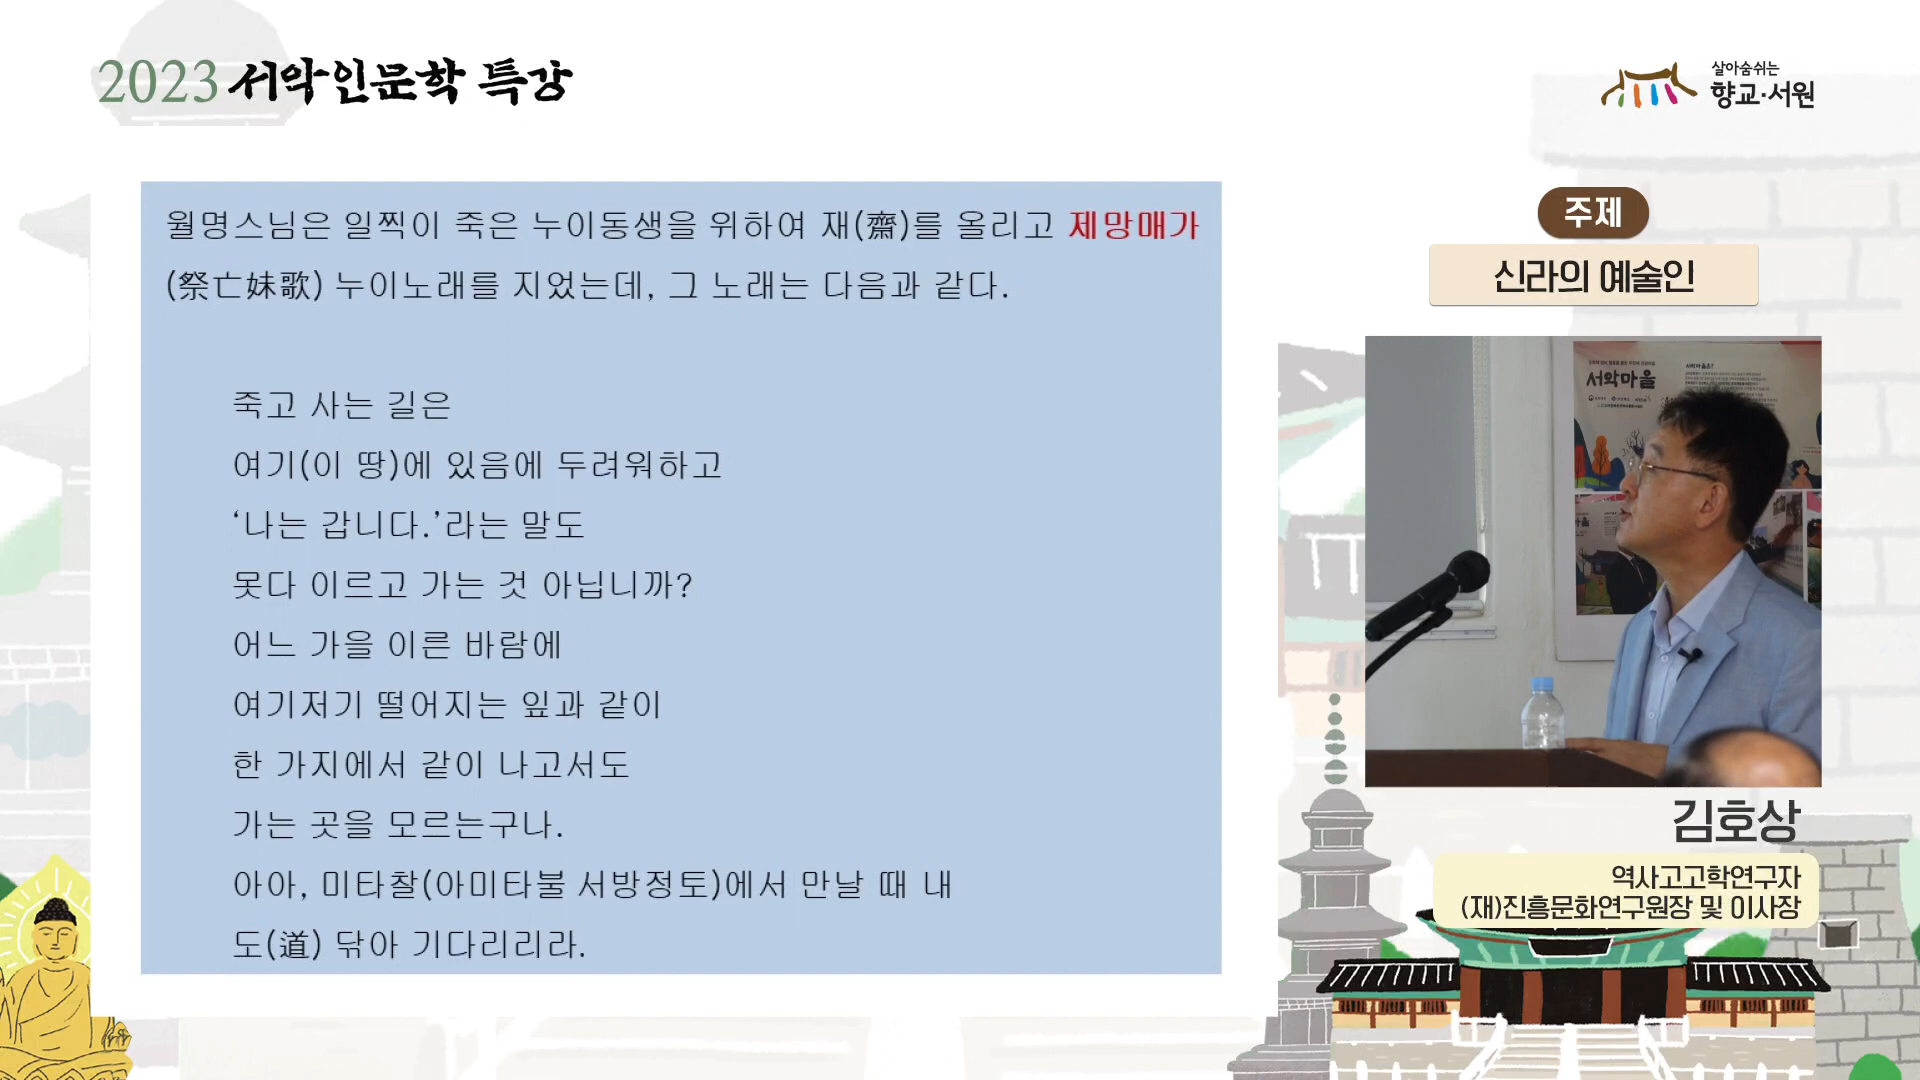 2023 서악인문학 특강
살아숨쉬는
향교·서원
월명스님은 일찍이 죽은 누이동생을 위하여 재(齋)를 올리고 제망매가
(祭亡妹歌) 누이노래를 지었는데, 그 노래는 다음과 같다.
죽고 사는 길은
여기(이 땅)에 있음에 두려워하고
‘나는 갑니다.’라는 말도
못다 이르고 가는 것 아닙니까?
어느 가을 이른 바람에
여기저기 떨어지는 잎과 같이
한 가지에서 같이 나고서도
가는 곳을 모르는구나.
아아, 미타찰(아미타불 서방정토)에서 만날 때 내
도(道) 닦아 기다리리라.
주제
신라의 예술인
서악마을
김호상
역사고고학연구자
(재)진흥문화연구원장 및 이사장